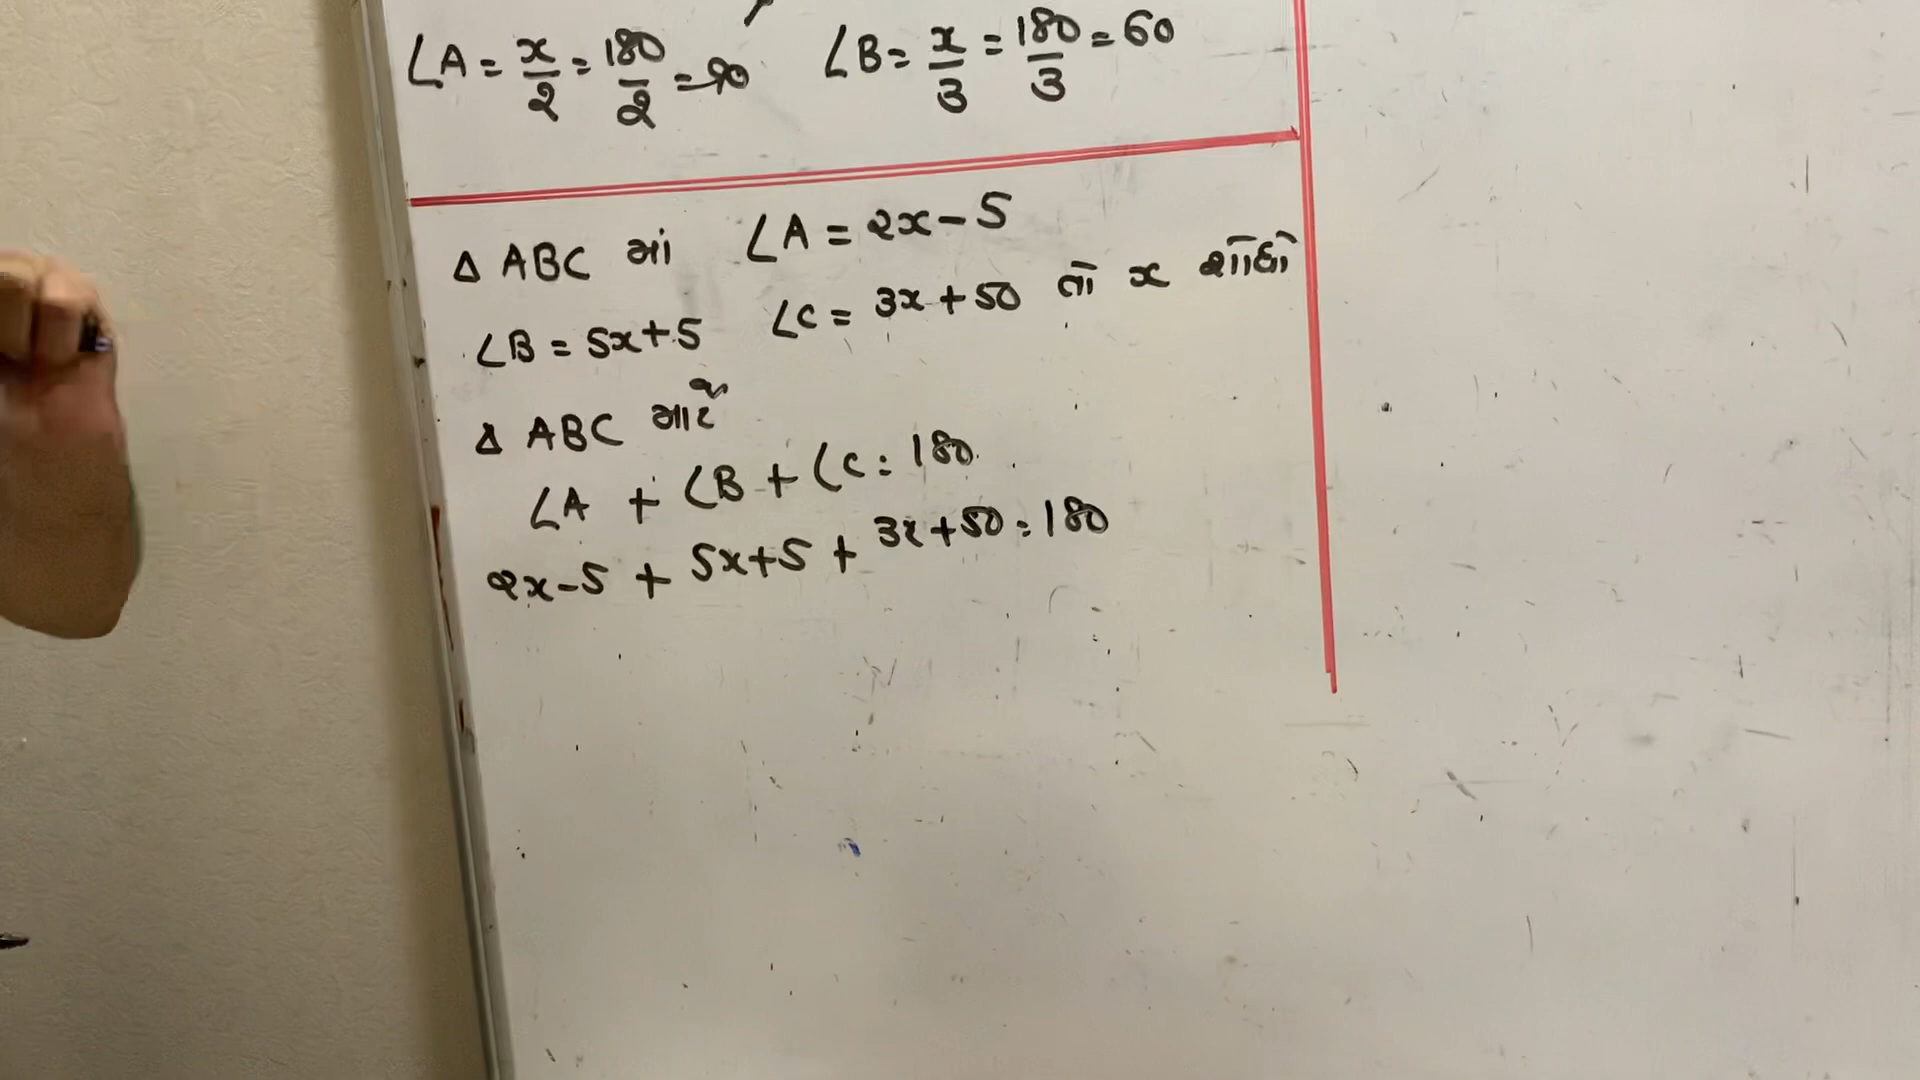 ∠A = x/2 = 180/2 = 90 ∠B = x/3 = 180/3 = 60
Δ ABC માં ∠A = 2x - 5
∠B = 5x + 5 ∠C = 3x + 50 તો x શોધો
Δ ABC માટે
∠A + ∠B + ∠C = 180
2x - 5 + 5x + 5 + 3x + 50 = 180